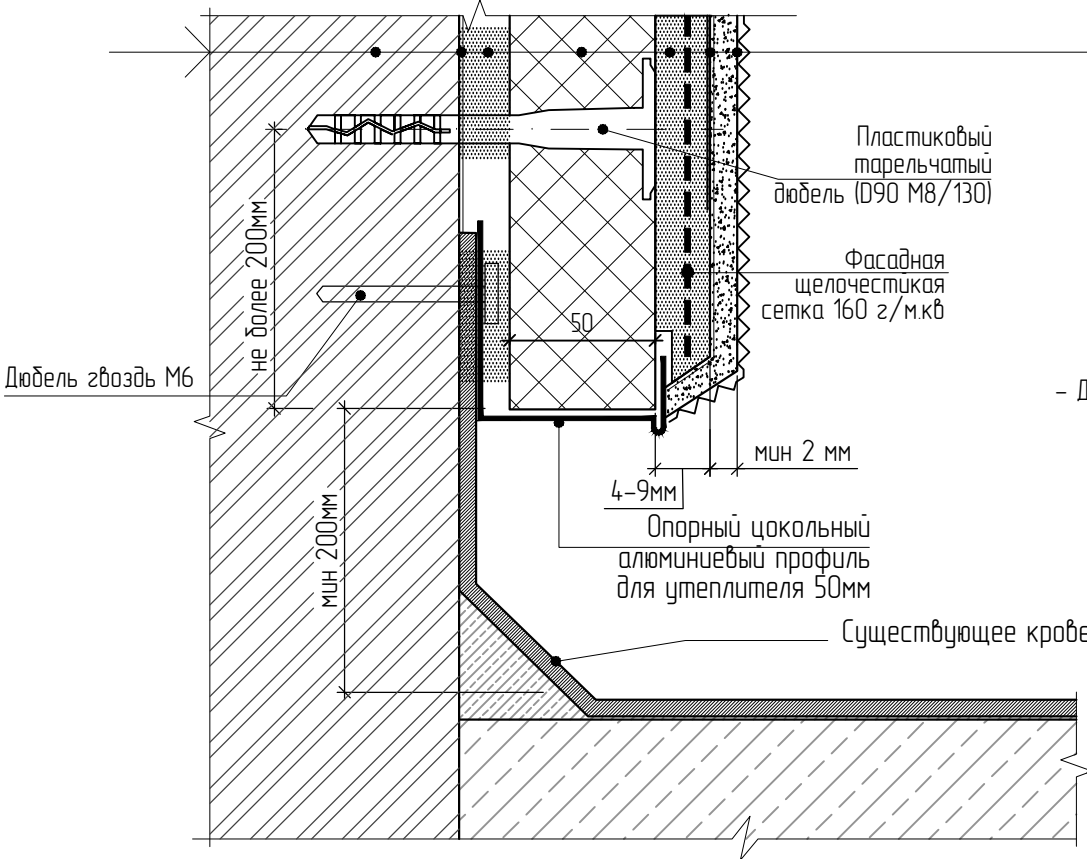 Пластиковый
тарельчатый
дюбель (D90 М8/130)
не более 200мм
Фасадная
щелочестикая
сетка 160 г/м.кв
50
Дюбель гвоздь М6
- Д
мин 2 мм
4-9мм
мин 200мм
Опорный цокольный
алюминиевый профиль
для утеплителя 50мм
Существующее крове